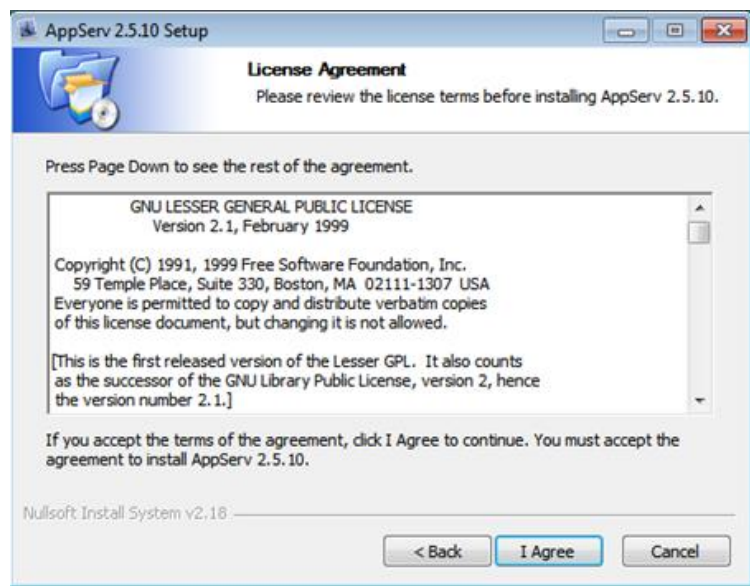 AppServ 2.5.10 Setup
License Agreement
Please review the license terms before installing AppServ 2.5.10.
Press Page Down to see the rest of the agreement.
GNU LESSER GENERAL PUBLIC LICENSE
Version 2.1, February 1999
Copyright (C) 1991, 1999 Free Software Foundation, Inc.
59 Temple Place, Suite 330, Boston, MA 02111-1307 USA
Everyone is permitted to copy and distribute verbatim copies
of this license document, but changing it is not allowed.
[This is the first released version of the Lesser GPL. It also counts
as the successor of the GNU Library Public License, version 2, hence
the version number 2.1.]
If you accept the terms of the agreement, click I Agree to continue. You must accept the
agreement to install AppServ 2.5.10.
Nullsoft Install System v2.18
< Back I Agree Cancel